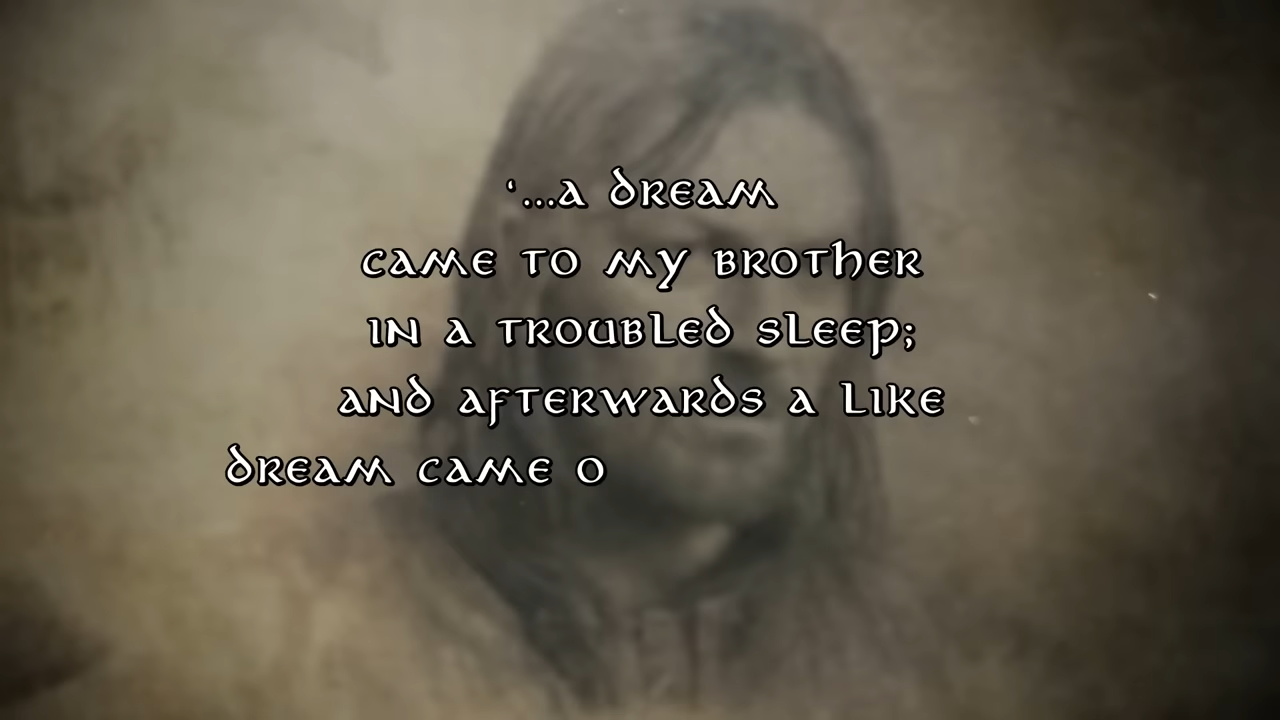 ‘...a dream
came to my brother
in a troubled sleep;
and afterwards a like
dream came o